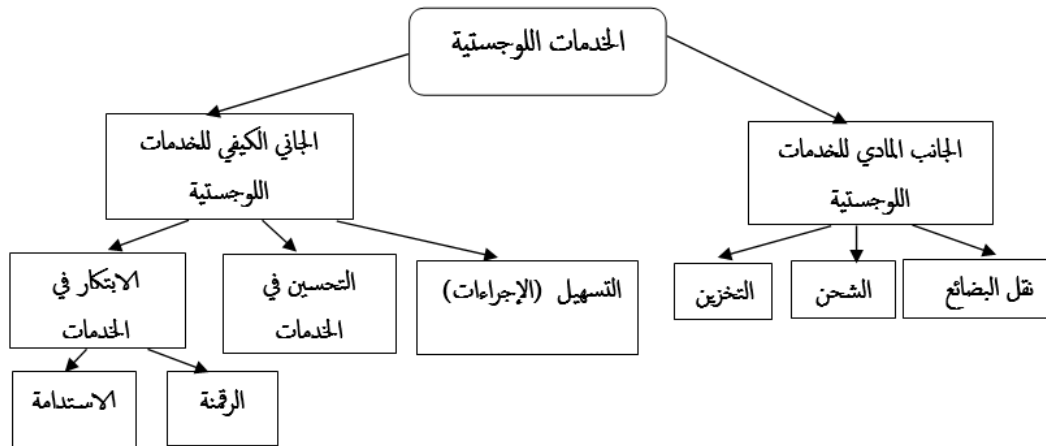 الخدمات اللوجستية
الجانب المادي للخدمات
اللوجستية
الجاني الكيفي للخدمات
اللوجستية
نقل البضائع
الشحن
التخزين
التسهيل (الإجراءات)
التحسين في
الخدمات
الابتكار في
الخدمات
الرقمنة
الاستدامة